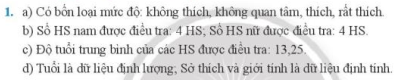 1. a) Có bốn loại mức độ: không thích, không quan tâm, thích, rất thích.
b) Số HS nam được điều tra: 4 HS; Số HS nữ được điều tra: 4 HS.
c) Độ tuổi trung bình của các HS được điều tra: 13,25.
d) Tuổi là dữ liệu định lượng; Sở thích và giới tính là dữ liệu định tính.